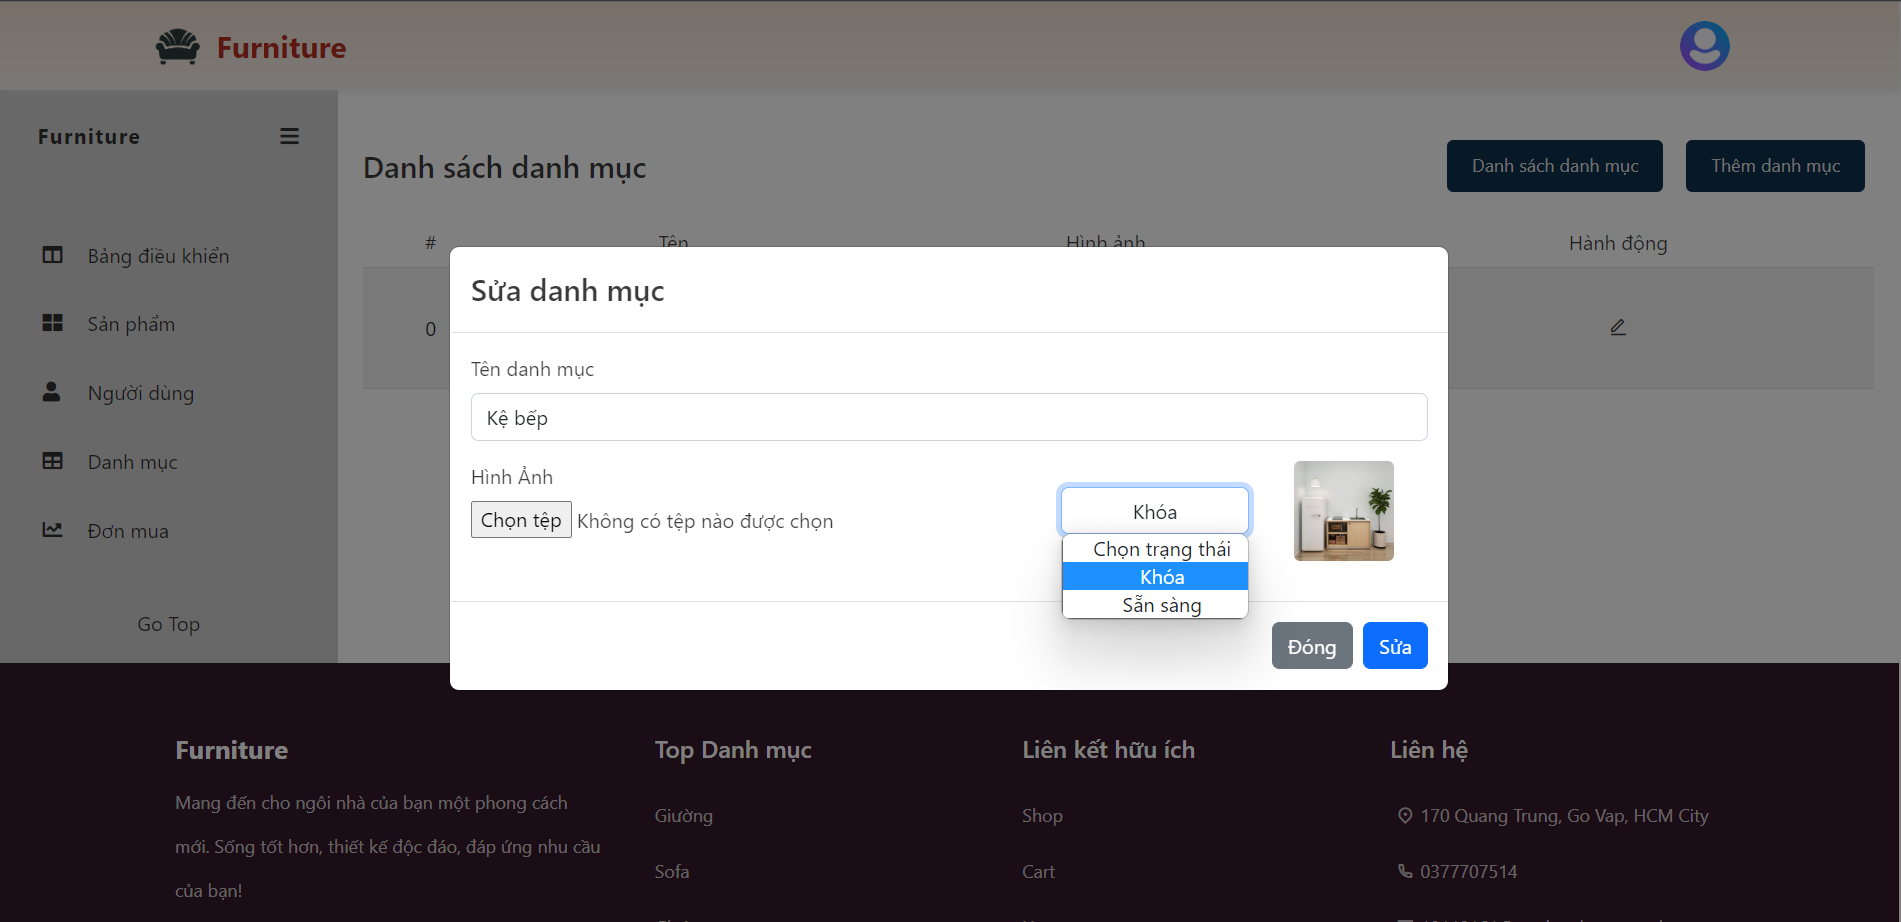 Furniture
Furniture
Danh sách danh mục
Danh sách danh mục
Thêm danh mục
Bảng điều khiển
Sản phẩm
Người dùng
Danh mục
Đơn mua
Go Top
# Tên Hình ảnh Hành động
0
Sửa danh mục
Tên danh mục
Kệ bếp
Hình Ảnh
Chọn tệp Không có tệp nào được chọn
Khóa
Chọn trạng thái
Khóa
Sẵn sàng
Đóng
Sửa
Furniture
Mang đến cho ngôi nhà của bạn một phong cách
mới. Sống tốt hơn, thiết kế độc đáo, đáp ứng nhu cầu
của bạn!
Top Danh mục
Giường
Sofa
Liên kết hữu ích
Shop
Cart
Liên hệ
170 Quang Trung, Go Vap, HCM City
0377707514